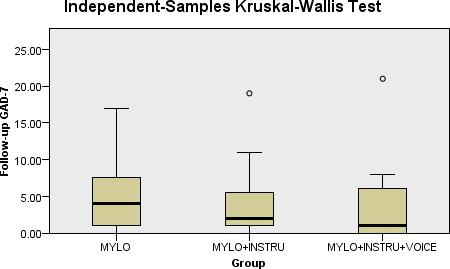 Independent-Samples Kruskal-Wallis Test
Follow-up GAD-7
25.00
20.00
15.00
10.00
5.00
0.00
MYLO
MYLO+INSTRU
MYLO+INSTRU+VOICE
Group